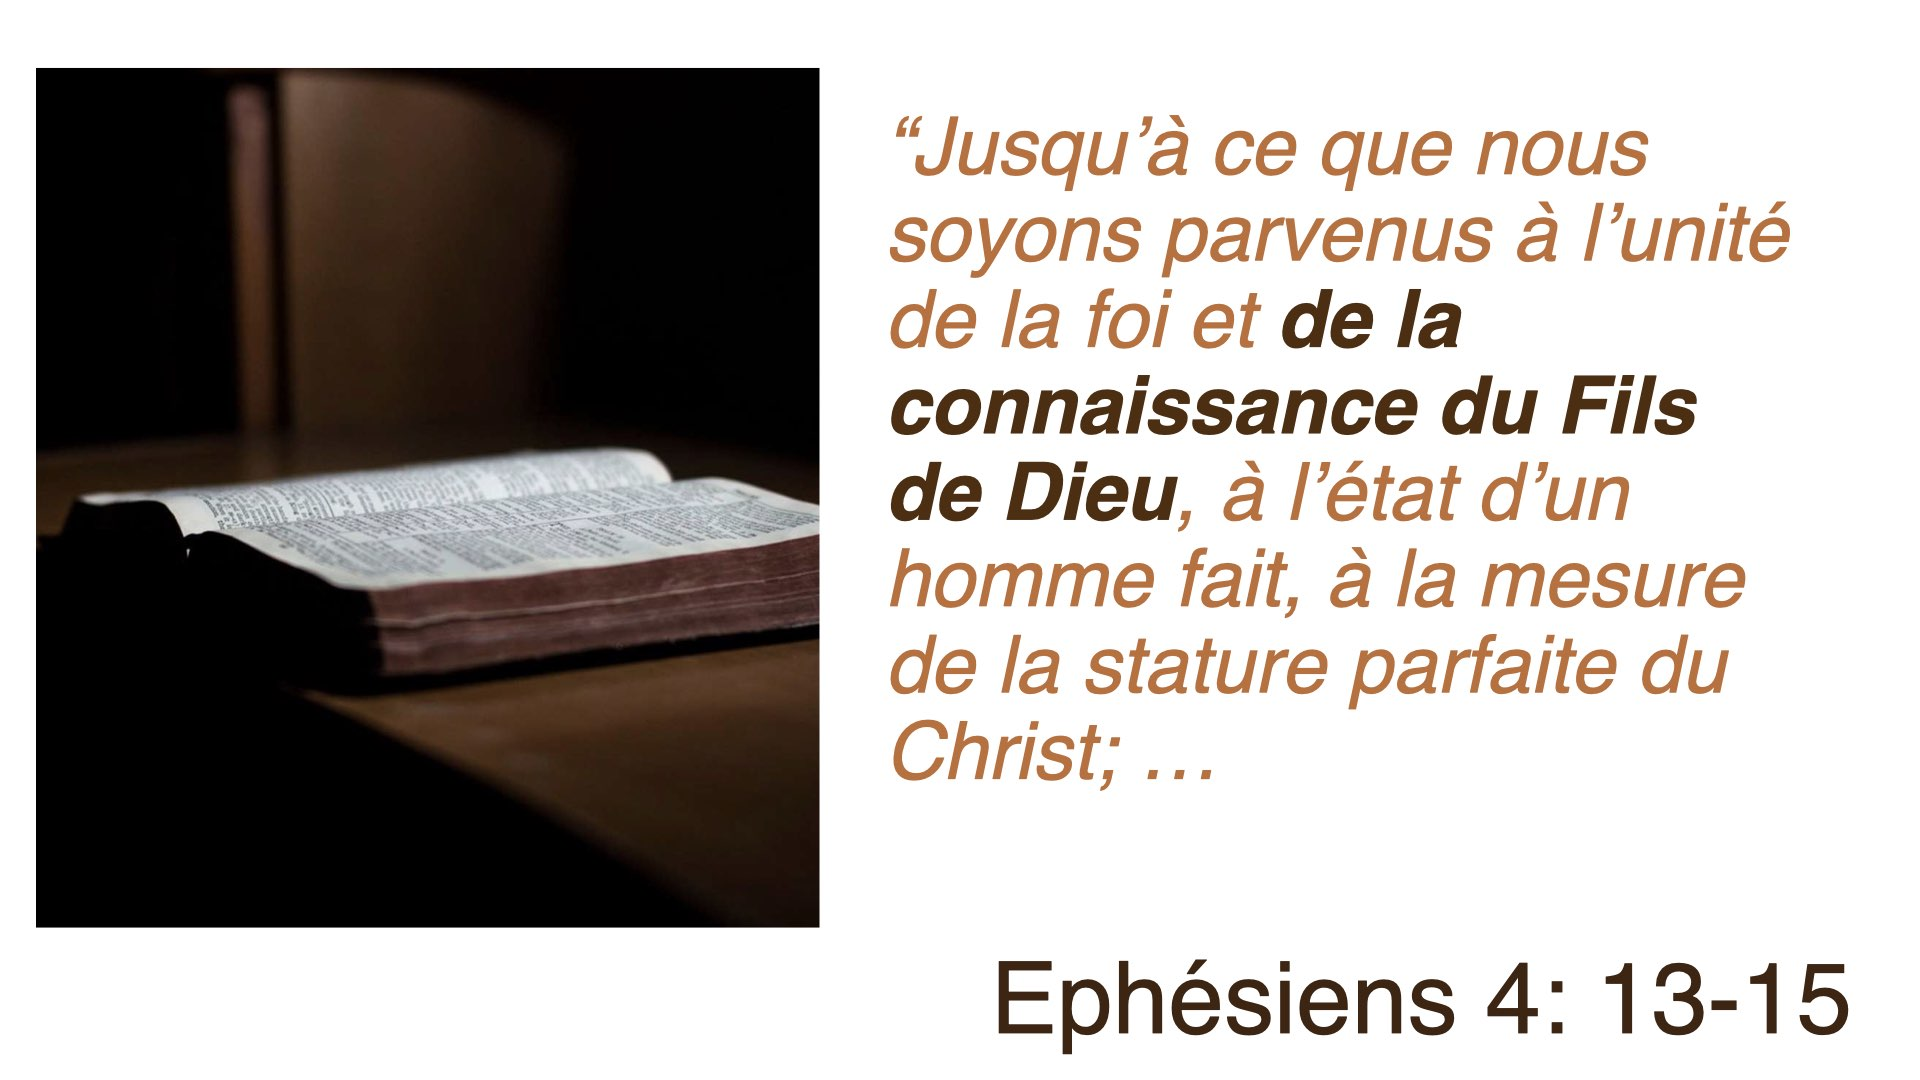 “Jusqu’à ce que nous
soyons parvenus à l’unité
de la foi et de la
connaissance du Fils
de Dieu, à l’état d’un
homme fait, à la mesure
de la stature parfaite du
Christ; …
Ephésiens 4: 13-15